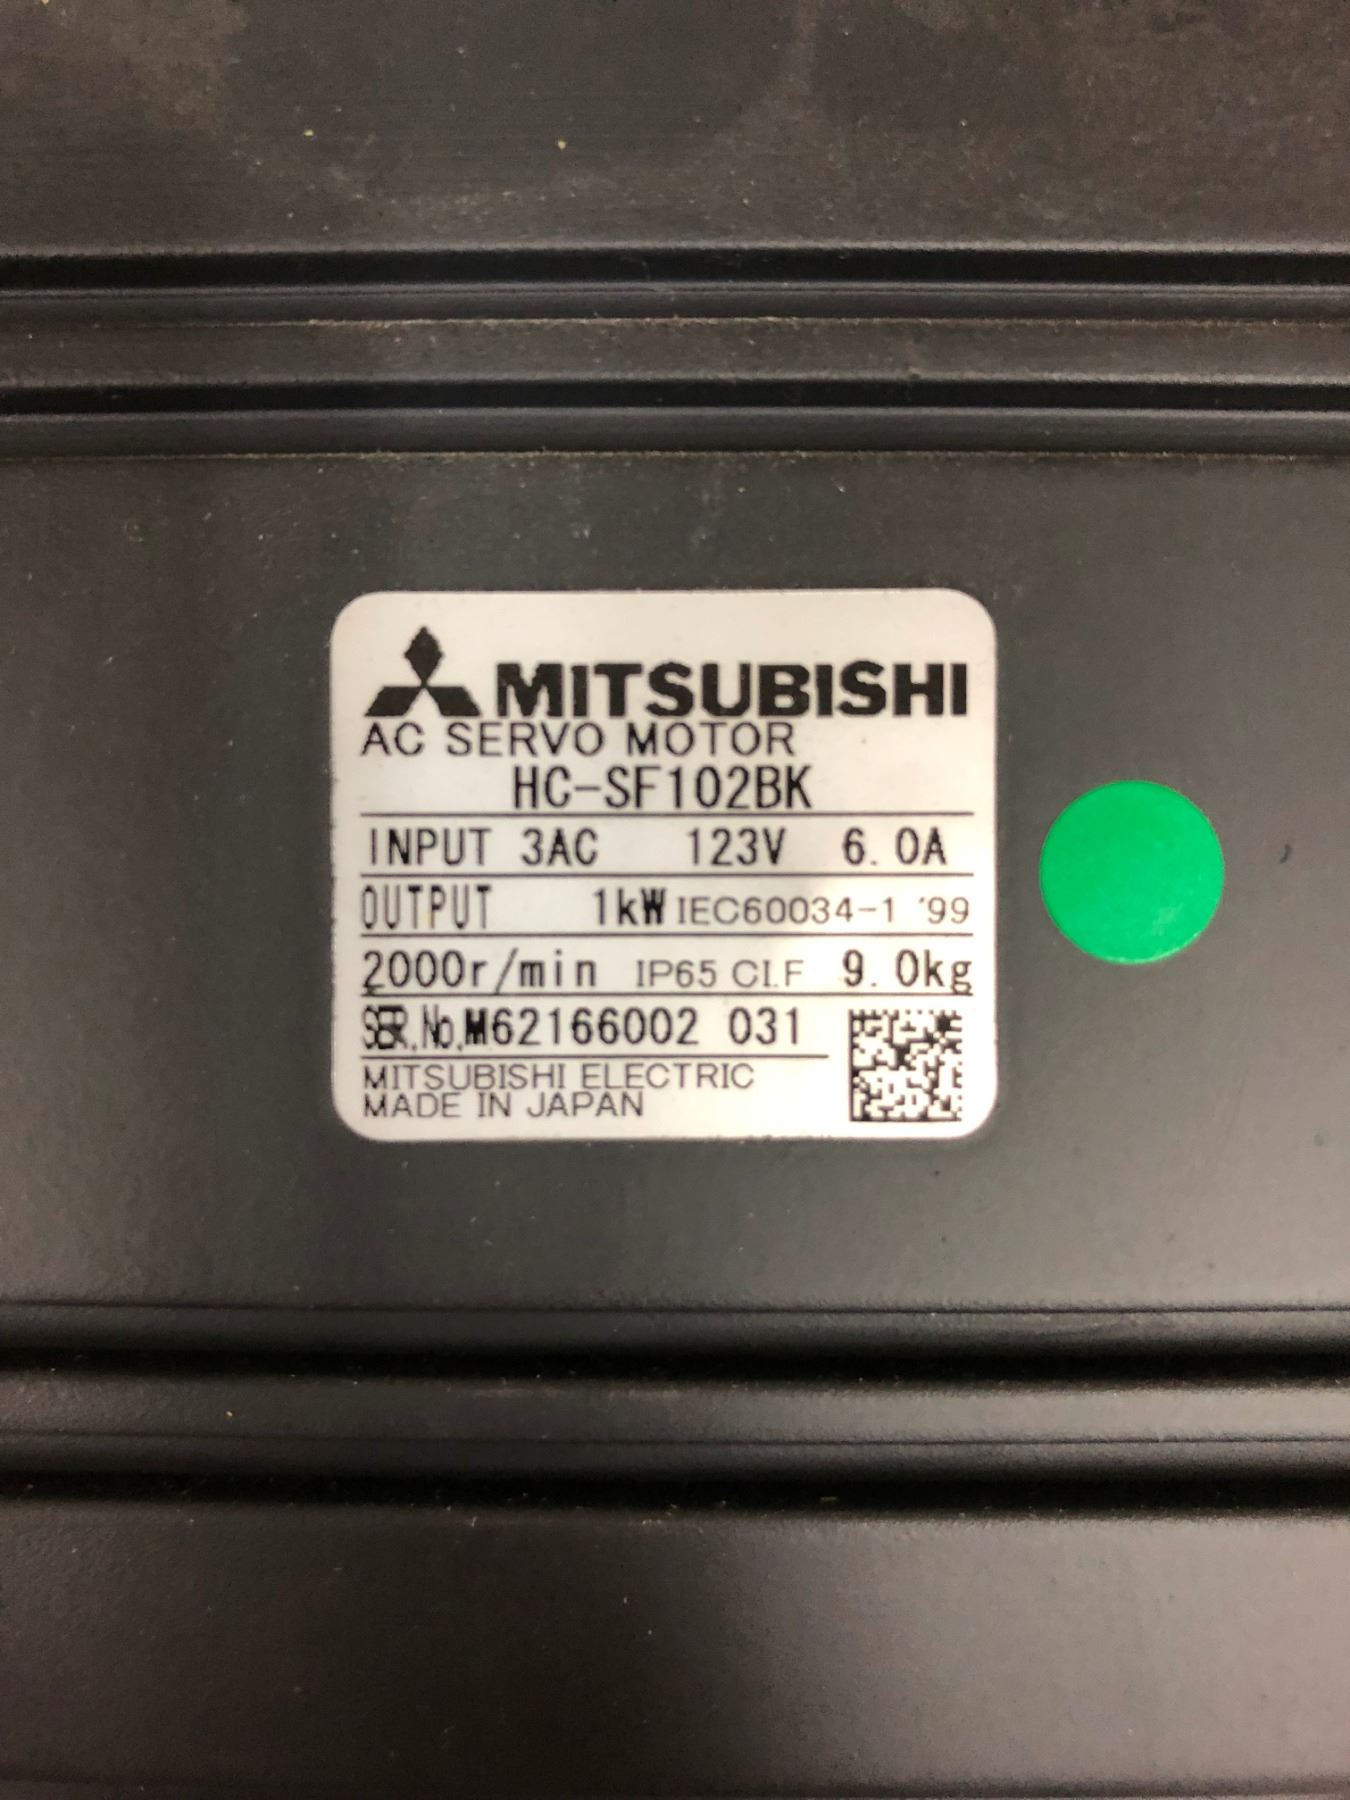 MITSUBISHI
AC SERVO MOTOR
HC-SF102BK
INPUT 3AC 123V 6.0A
OUTPUT 1kW IEC60034-1 '99
2000r/min IP65 CI.F 9.0kg
SER.No.M62166002 031
MITSUBISHI ELECTRIC
MADE IN JAPAN